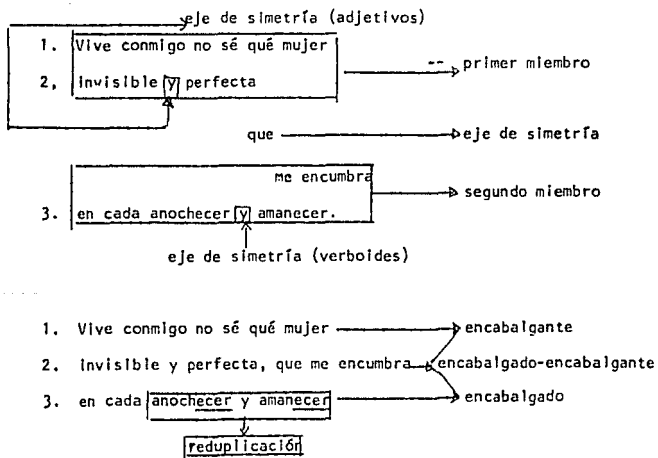 eje de simetría (adjetivos)
1. Vive conmigo no sé qué mujer
2, invisible y perfecta
primer miembro
que eje de simetría
me encumbra
segundo miembro
3. en cada anochecer y amanecer.
eje de simetría (verboides)
1. Vive conmigo no sé qué mujer encabalgante
2. invisible y perfecta, que me encumbra encabalgado-encabalgante
3. en cada anochecer y amanecer encabalgado
reduplicación